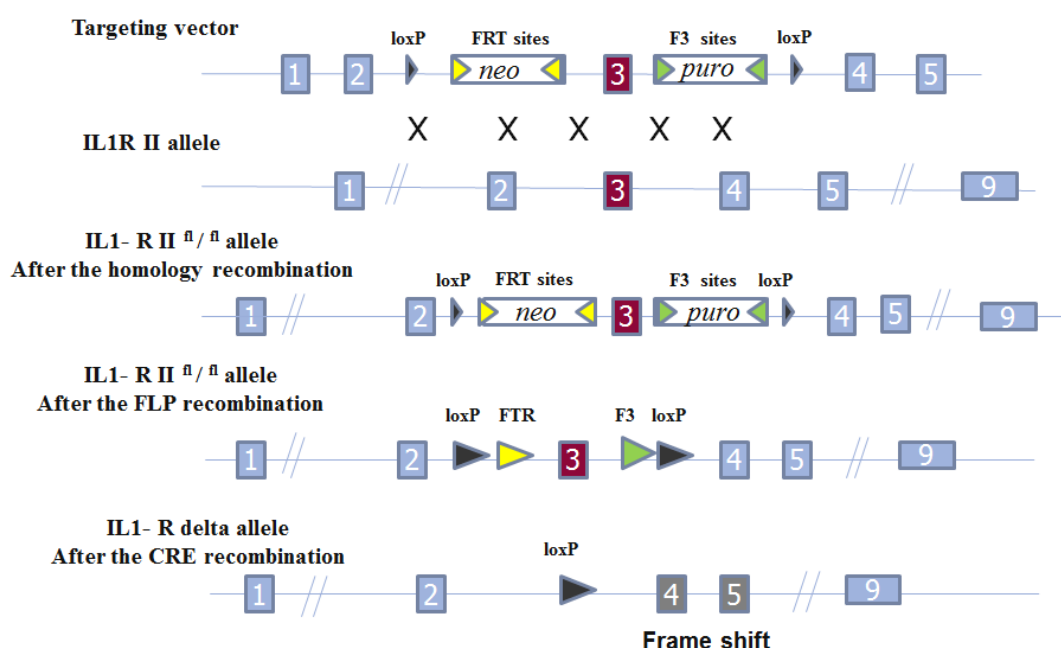 Targeting vector
loxP FRT sites F3 sites loxP
1 2 neo 3 puro 4 5
X X X X X
IL1R II allele
1 // 2 3 4 5 // 9
IL1- R II fl / fl allele
After the homology recombination
loxP FRT sites F3 sites loxP
1 // 2 neo 3 puro 4 5 // 9
IL1- R II fl / fl allele
After the FLP recombination
loxP FTR F3 loxP
1 // 2 3 4 5 // 9
IL1- R delta allele
After the CRE recombination
loxP
1 // 2 4 5 // 9
Frame shift